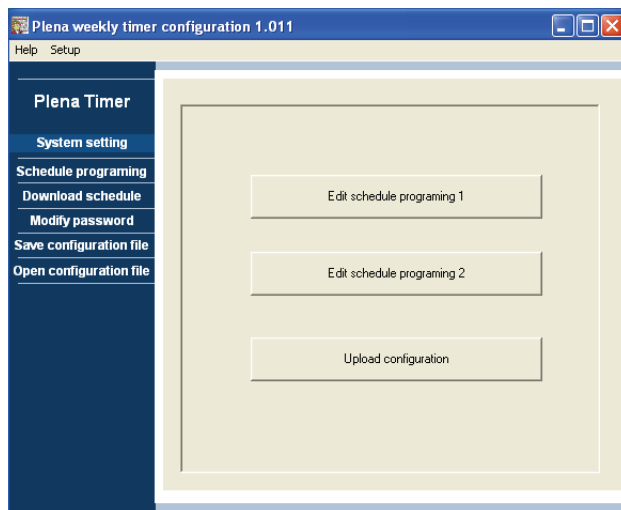 Plena weekly timer configuration 1.011
Help Setup
Plena Timer
System setting
Schedule programing
Download schedule
Modify password
Save configuration file
Open configuration file
Edit schedule programing 1
Edit schedule programing 2
Upload configuration